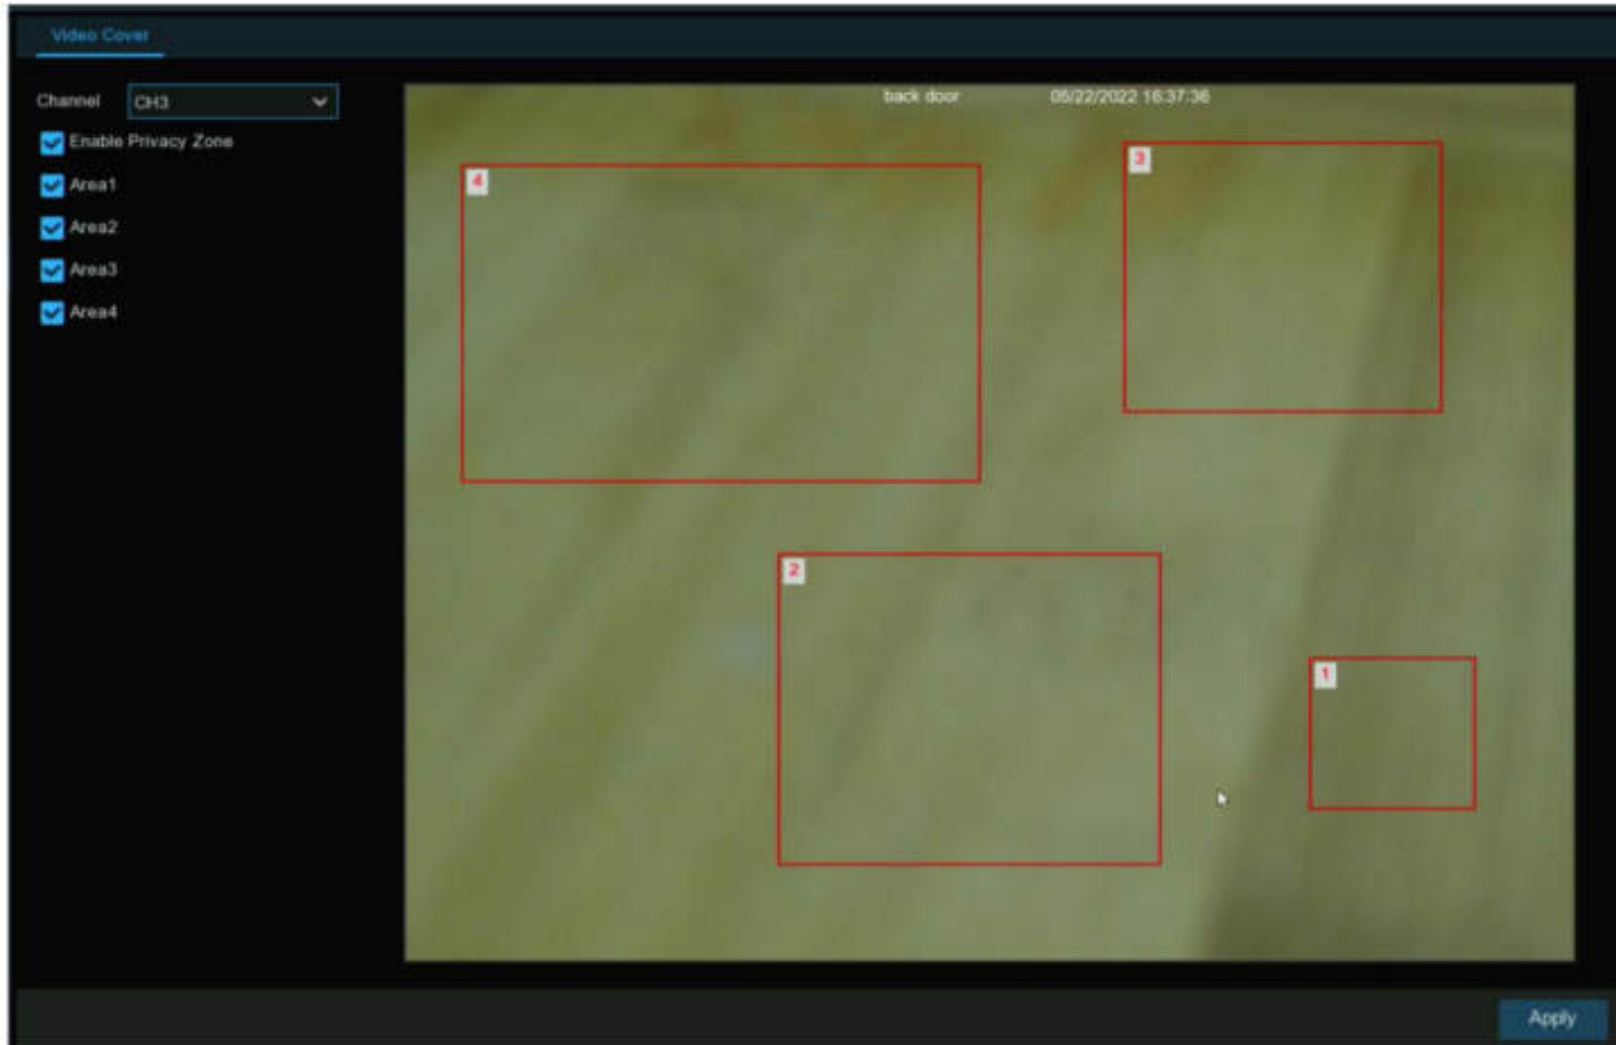 Video Cover
Channel CH3
back door 05/22/2022 16:37:36
Enable Privacy Zone
Area1
Area2
Area3
Area4
4
3
2
1
Apply